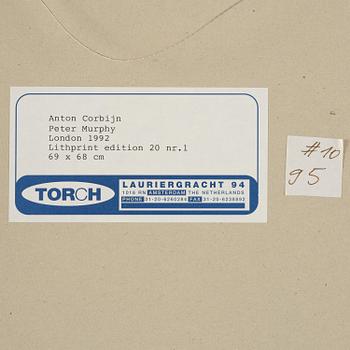 Anton Corbijn
Peter Murphy
London 1992
Lithprint edition 20 nr.1
69 x 68 cm
TORCH
LAURIERGRACHT 94
1016 RN AMSTERDAM THE NETHERLANDS
PHONE 31-20-6260284 FAX 31-20-6238892
#10
95